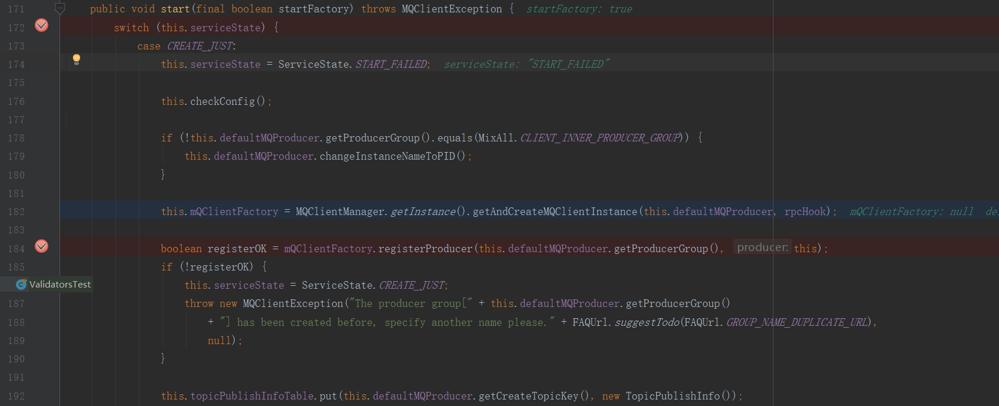 171 public void start(final boolean startFactory) throws MQClientException { startFactory: true
172 switch (this.serviceState) {
173 case CREATE_JUST:
174 this.serviceState = ServiceState.START_FAILED; serviceState: "START_FAILED"
175
176 this.checkConfig();
177
178 if (!this.defaultMQProducer.getProducerGroup().equals(MixAll.CLIENT_INNER_PRODUCER_GROUP)) {
179 this.defaultMQProducer.changeInstanceNameToPID();
180 }
181
182 this.mQClientFactory = MQClientManager.getInstance().getAndCreateMQClientInstance(this.defaultMQProducer, rpcHook); mQClientFactory: null de
183
184 boolean registerOK = mQClientFactory.registerProducer(this.defaultMQProducer.getProducerGroup(), producer: this);
185 if (!registerOK) {
ValidatorsTest this.serviceState = ServiceState.CREATE_JUST;
187 throw new MQClientException("The producer group[" + this.defaultMQProducer.getProducerGroup()
188 + "] has been created before, specify another name please." + FAQUrl.suggestTodo(FAQUrl.GROUP_NAME_DUPLICATE_URL),
189 null);
190 }
191
192 this.topicPublishInfoTable.put(this.defaultMQProducer.getCreateTopicKey(), new TopicPublishInfo());